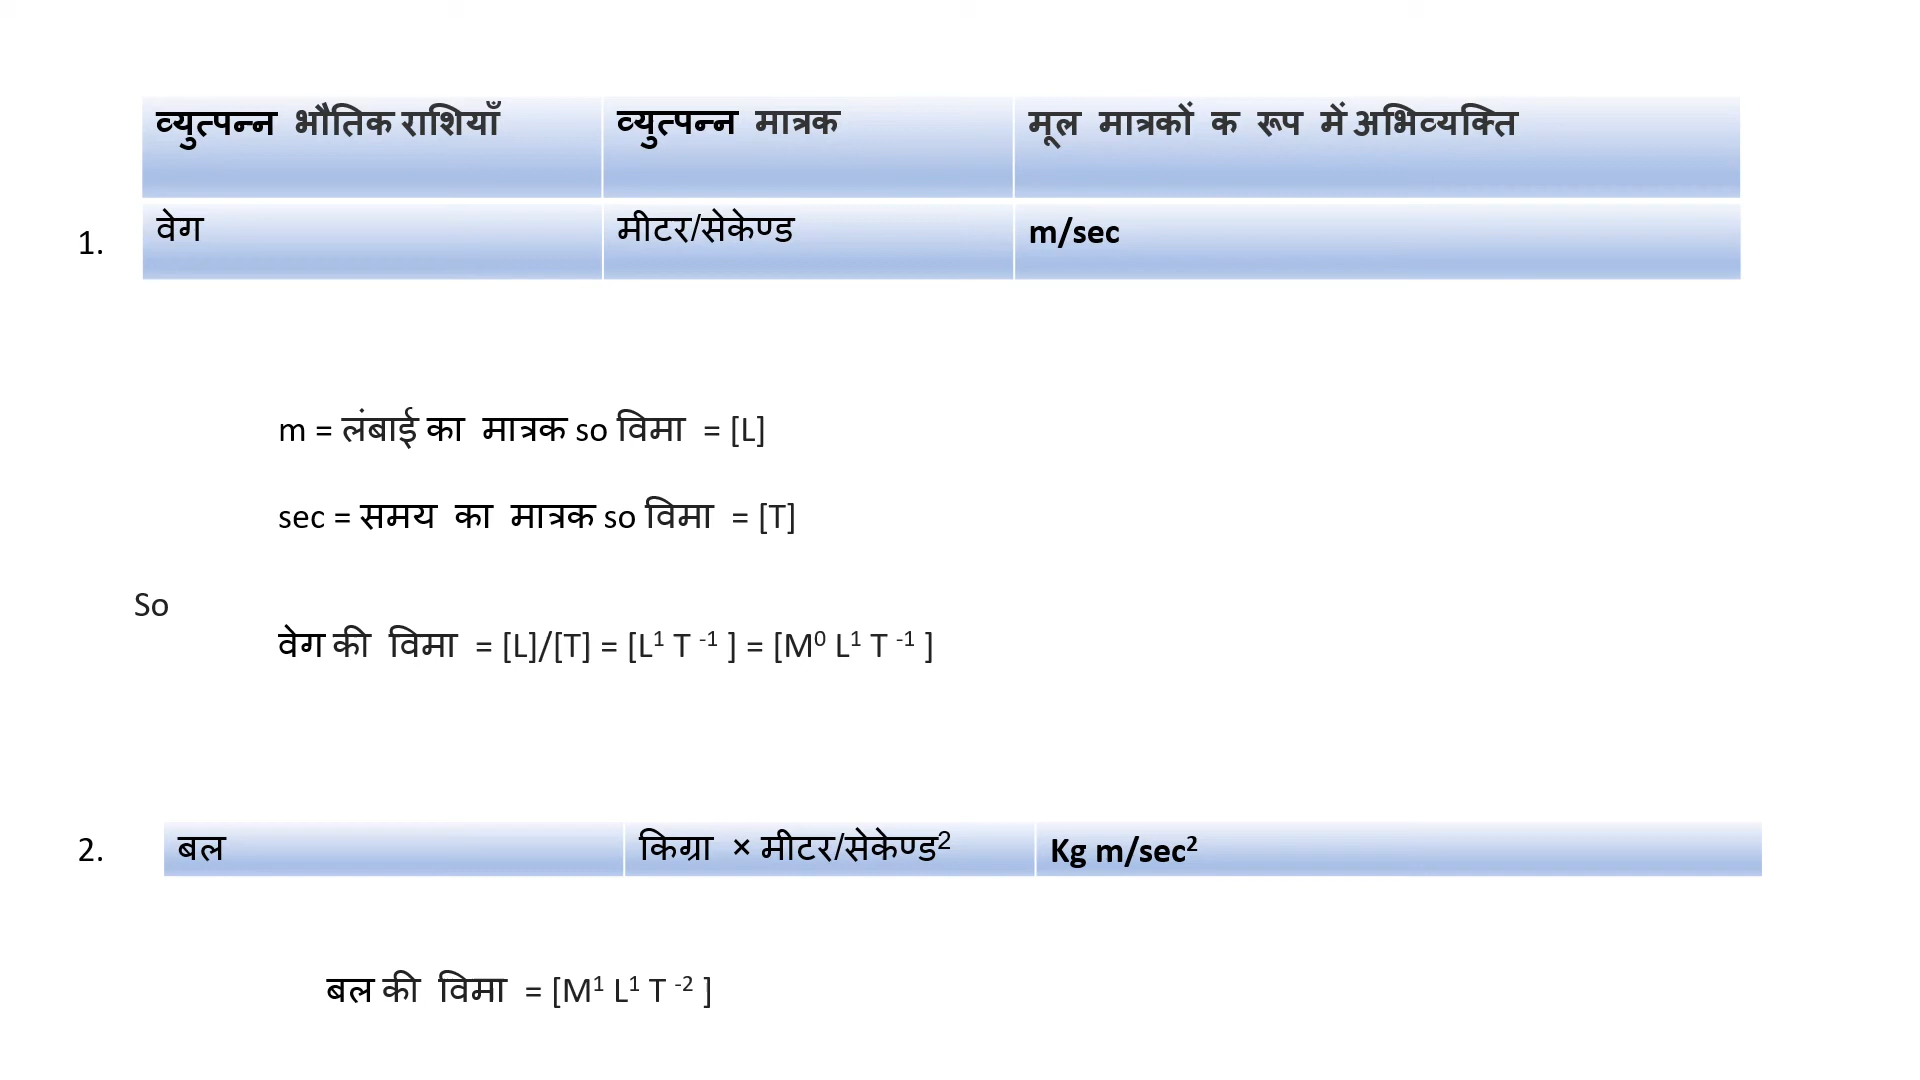 व्युत्पन्न भौतिक राशियाँ व्युत्पन्न मात्रक मूल मात्रकों क रूप में अभिव्यक्ति
1. वेग मीटर/सेकेण्ड m/sec
m = लंबाई का मात्रक so विमा = [L]
sec = समय का मात्रक so विमा = [T]
So
वेग की विमा = [L]/[T] = [L¹ T ⁻¹ ] = [M⁰ L¹ T ⁻¹ ]
2. बल किग्रा × मीटर/सेकेण्ड² Kg m/sec²
बल की विमा = [M¹ L¹ T ⁻² ]